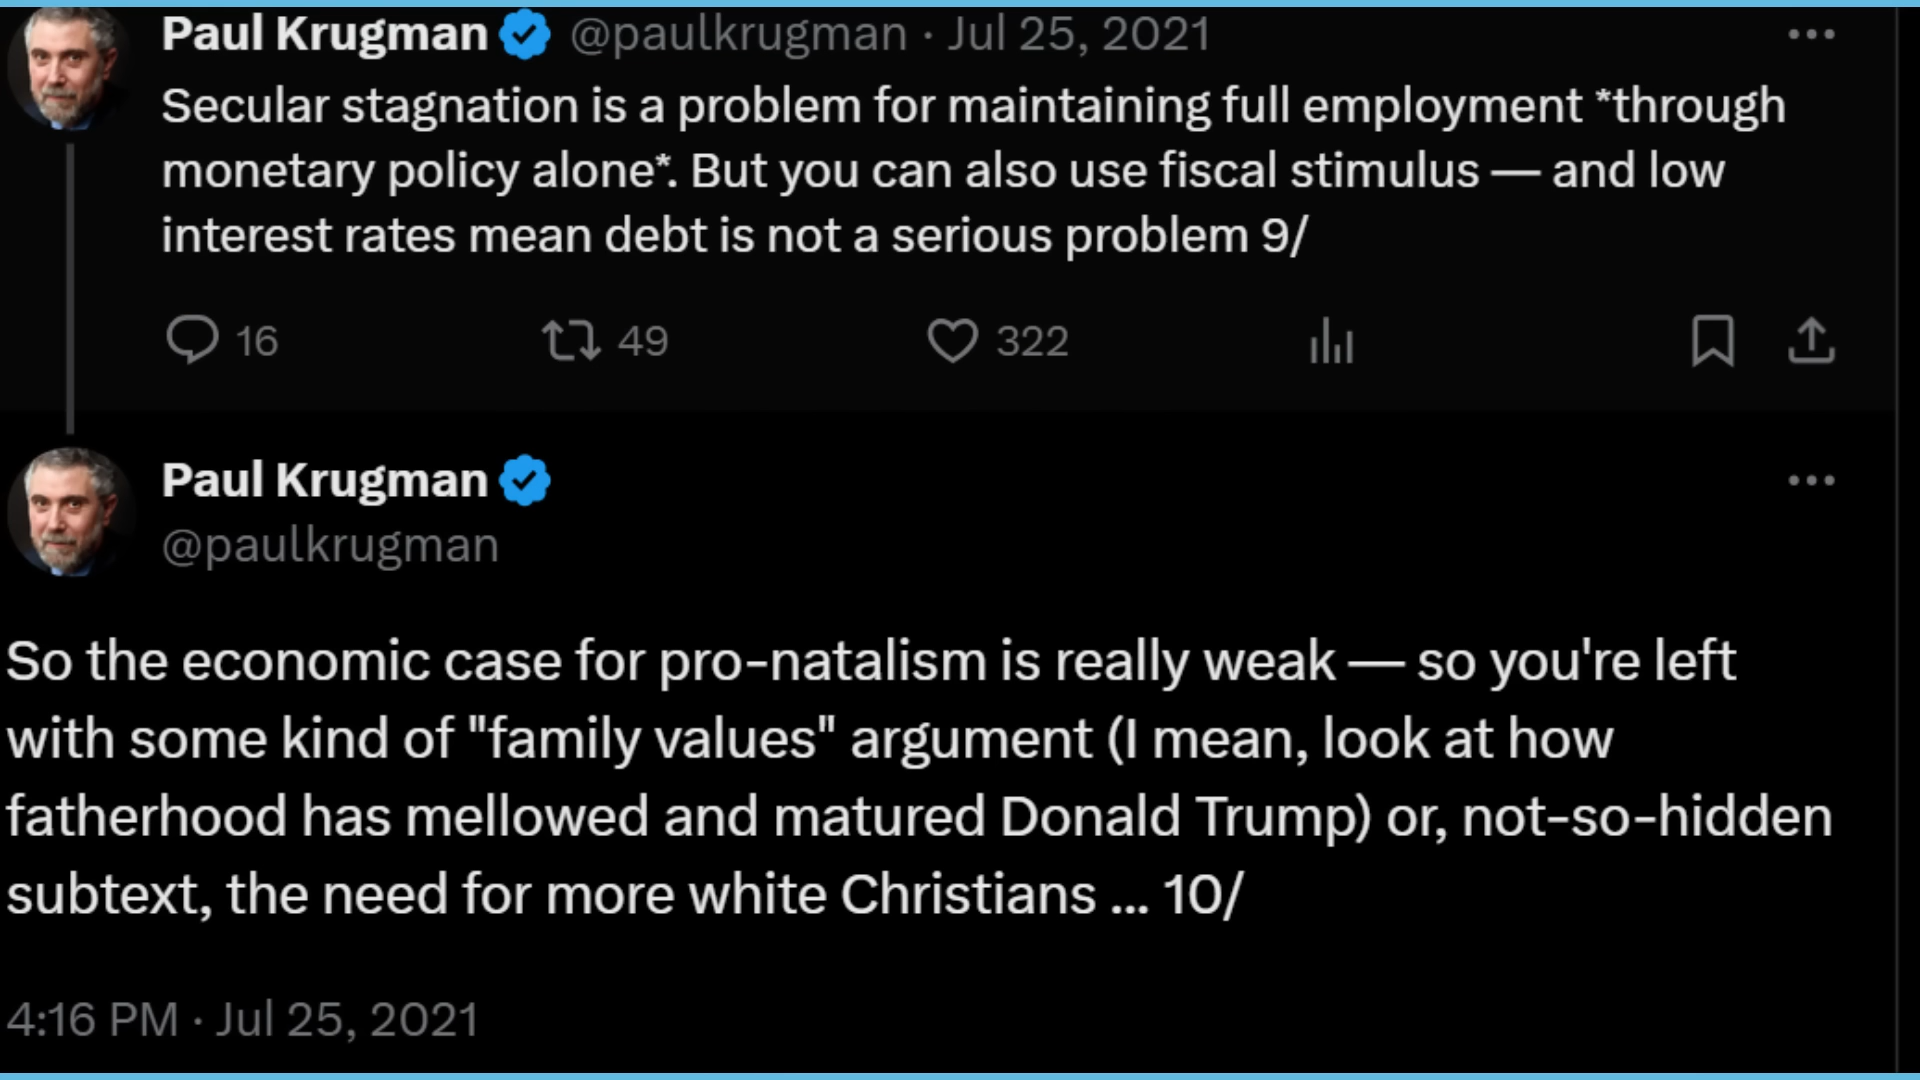 Paul Krugman @paulkrugman · Jul 25, 2021
Secular stagnation is a problem for maintaining full employment *through
monetary policy alone*. But you can also use fiscal stimulus — and low
interest rates mean debt is not a serious problem 9/
16 49 322
Paul Krugman
@paulkrugman
So the economic case for pro-natalism is really weak — so you're left
with some kind of "family values" argument (I mean, look at how
fatherhood has mellowed and matured Donald Trump) or, not-so-hidden
subtext, the need for more white Christians ... 10/
4:16 PM · Jul 25, 2021